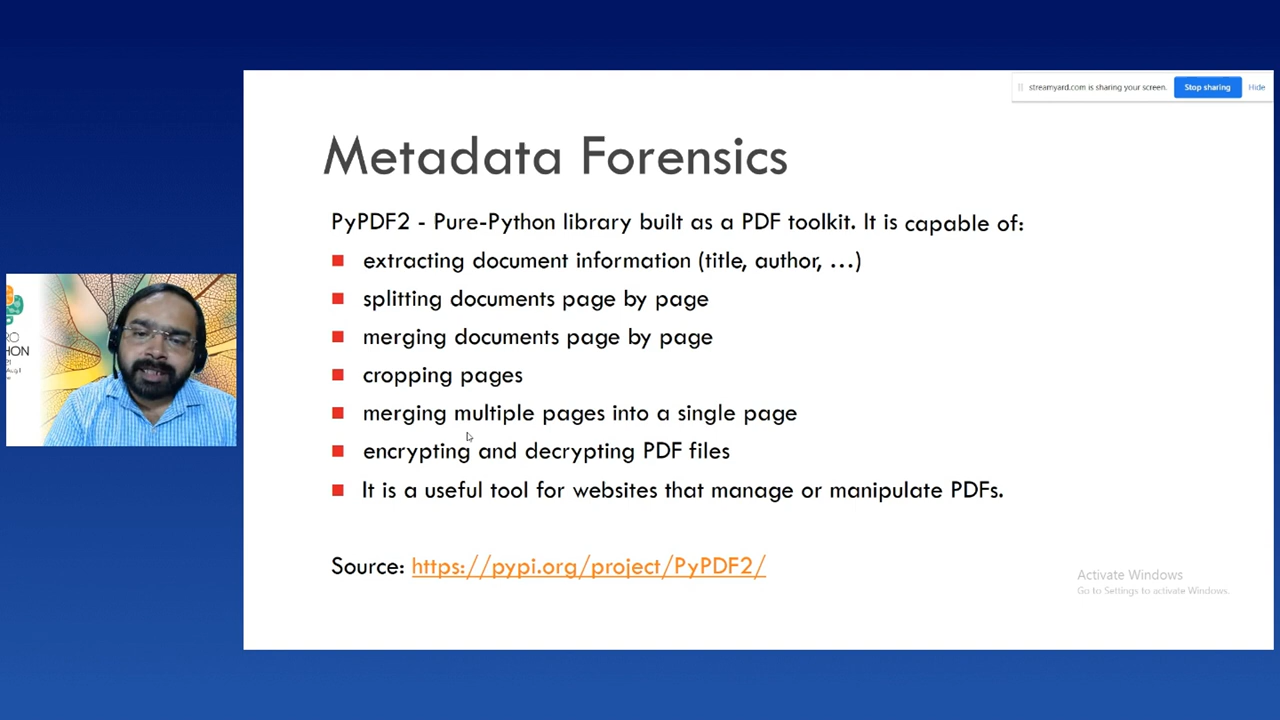 streamyard.com is sharing your screen.
Stop sharing
Hide
Metadata Forensics
PyPDF2 - Pure-Python library built as a PDF toolkit. It is capable of:
extracting document information (title, author, …)
splitting documents page by page
merging documents page by page
cropping pages
merging multiple pages into a single page
encrypting and decrypting PDF files
It is a useful tool for websites that manage or manipulate PDFs.
Source: https://pypi.org/project/PyPDF2/
Activate Windows
Go to Settings to activate Windows.